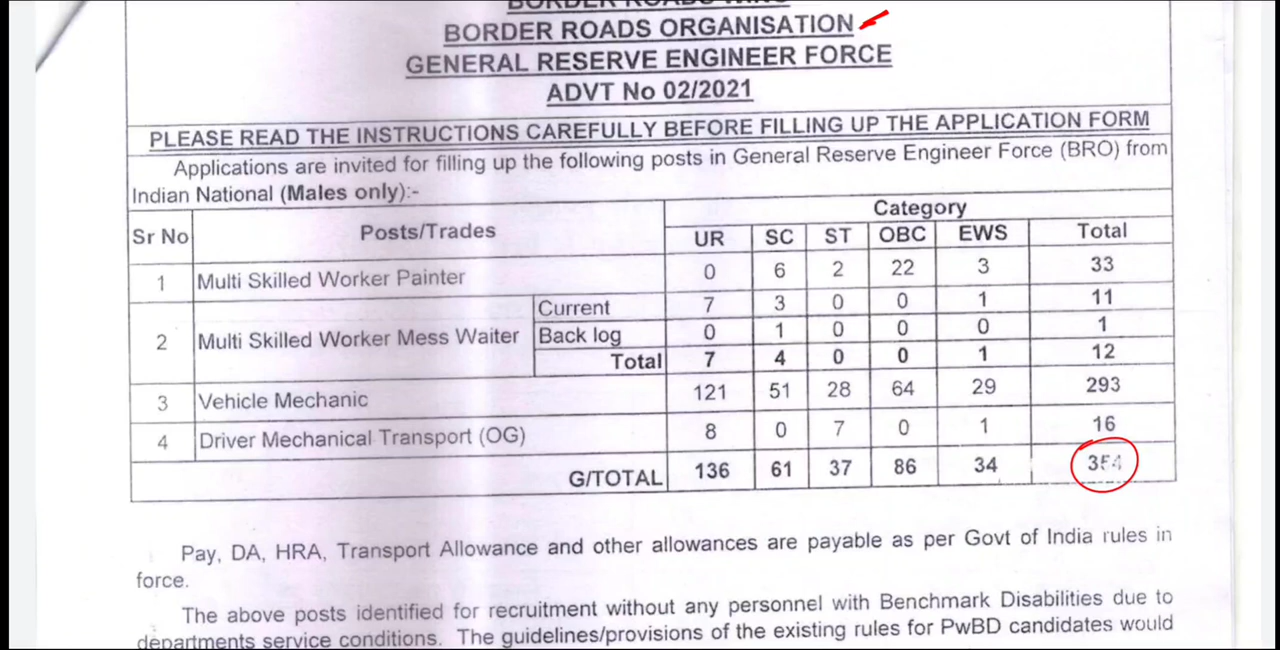 BORDER ROADS WING
BORDER ROADS ORGANISATION
GENERAL RESERVE ENGINEER FORCE
ADVT No 02/2021
PLEASE READ THE INSTRUCTIONS CAREFULLY BEFORE FILLING UP THE APPLICATION FORM
Applications are invited for filling up the following posts in General Reserve Engineer Force (BRO) from
Indian National (Males only):-
Sr No Posts/Trades Category
UR SC ST OBC EWS Total
1 Multi Skilled Worker Painter 0 6 2 22 3 33
2 Multi Skilled Worker Mess Waiter Current 7 3 0 0 1 11
Back log 0 1 0 0 0 1
Total 7 4 0 0 1 12
3 Vehicle Mechanic 121 51 28 64 29 293
4 Driver Mechanical Transport (OG) 8 0 7 0 1 16
G/TOTAL 136 61 37 86 34 354
Pay, DA, HRA, Transport Allowance and other allowances are payable as per Govt of India rules in
force.
The above posts identified for recruitment without any personnel with Benchmark Disabilities due to
departments service conditions. The guidelines/provisions of the existing rules for PwBD candidates would